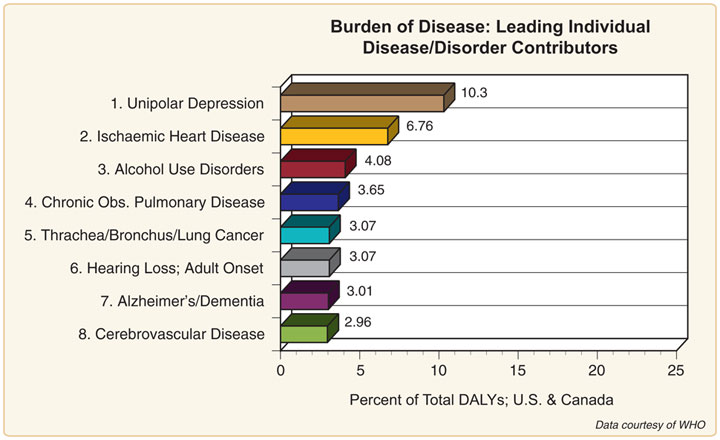 Burden of Disease: Leading Individual
Disease/Disorder Contributors
1. Unipolar Depression 10.3
2. Ischaemic Heart Disease 6.76
3. Alcohol Use Disorders 4.08
4. Chronic Obs. Pulmonary Disease 3.65
5. Thrachea/Bronchus/Lung Cancer 3.07
6. Hearing Loss; Adult Onset 3.07
7. Alzheimer's/Dementia 3.01
8. Cerebrovascular Disease 2.96
0 5 10 15 20 25
Percent of Total DALYs; U.S. & Canada
Data courtesy of WHO